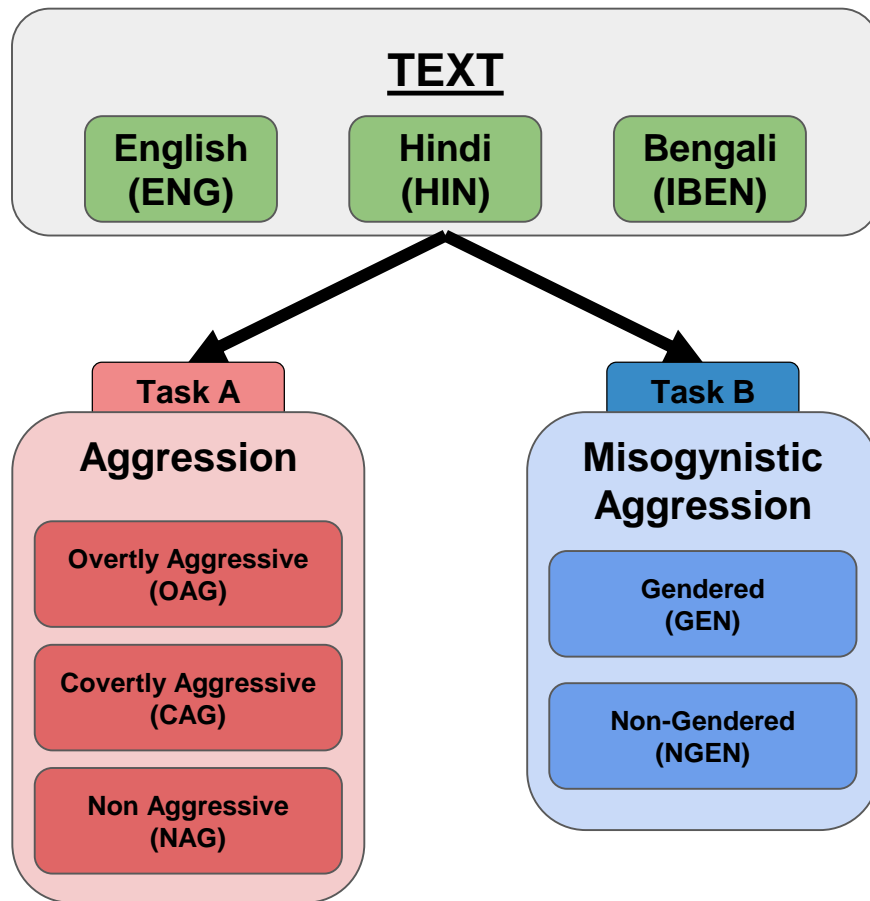 TEXT
English
(ENG)
Hindi
(HIN)
Bengali
(IBEN)
Task A
Aggression
Overtly Aggressive
(OAG)
Covertly Aggressive
(CAG)
Non Aggressive
(NAG)
Task B
Misogynistic
Aggression
Gendered
(GEN)
Non-Gendered
(NGEN)